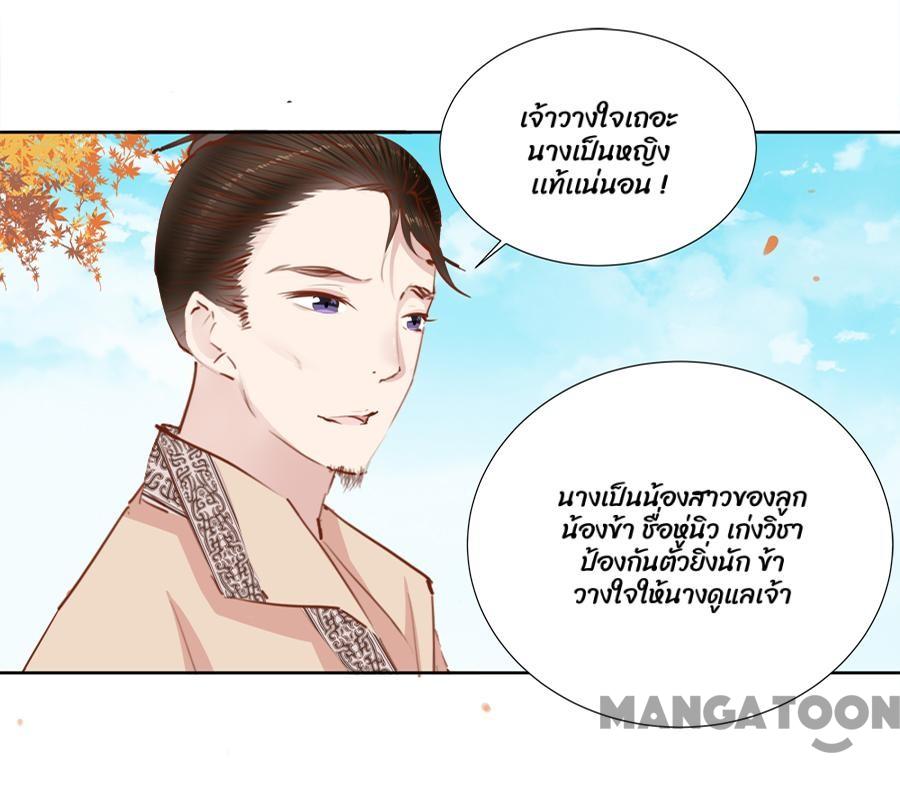 เจ้าวางใจเถอะ
นางเป็นหญิง
แท้แน่นอน !
นางเป็นน้องสาวของลูก
น้องข้า ชื่อหู่นิว เก่งวิชา
ป้องกันตัวยิ่งนัก ข้า
วางใจให้นางดูแลเจ้า
MANGATOON